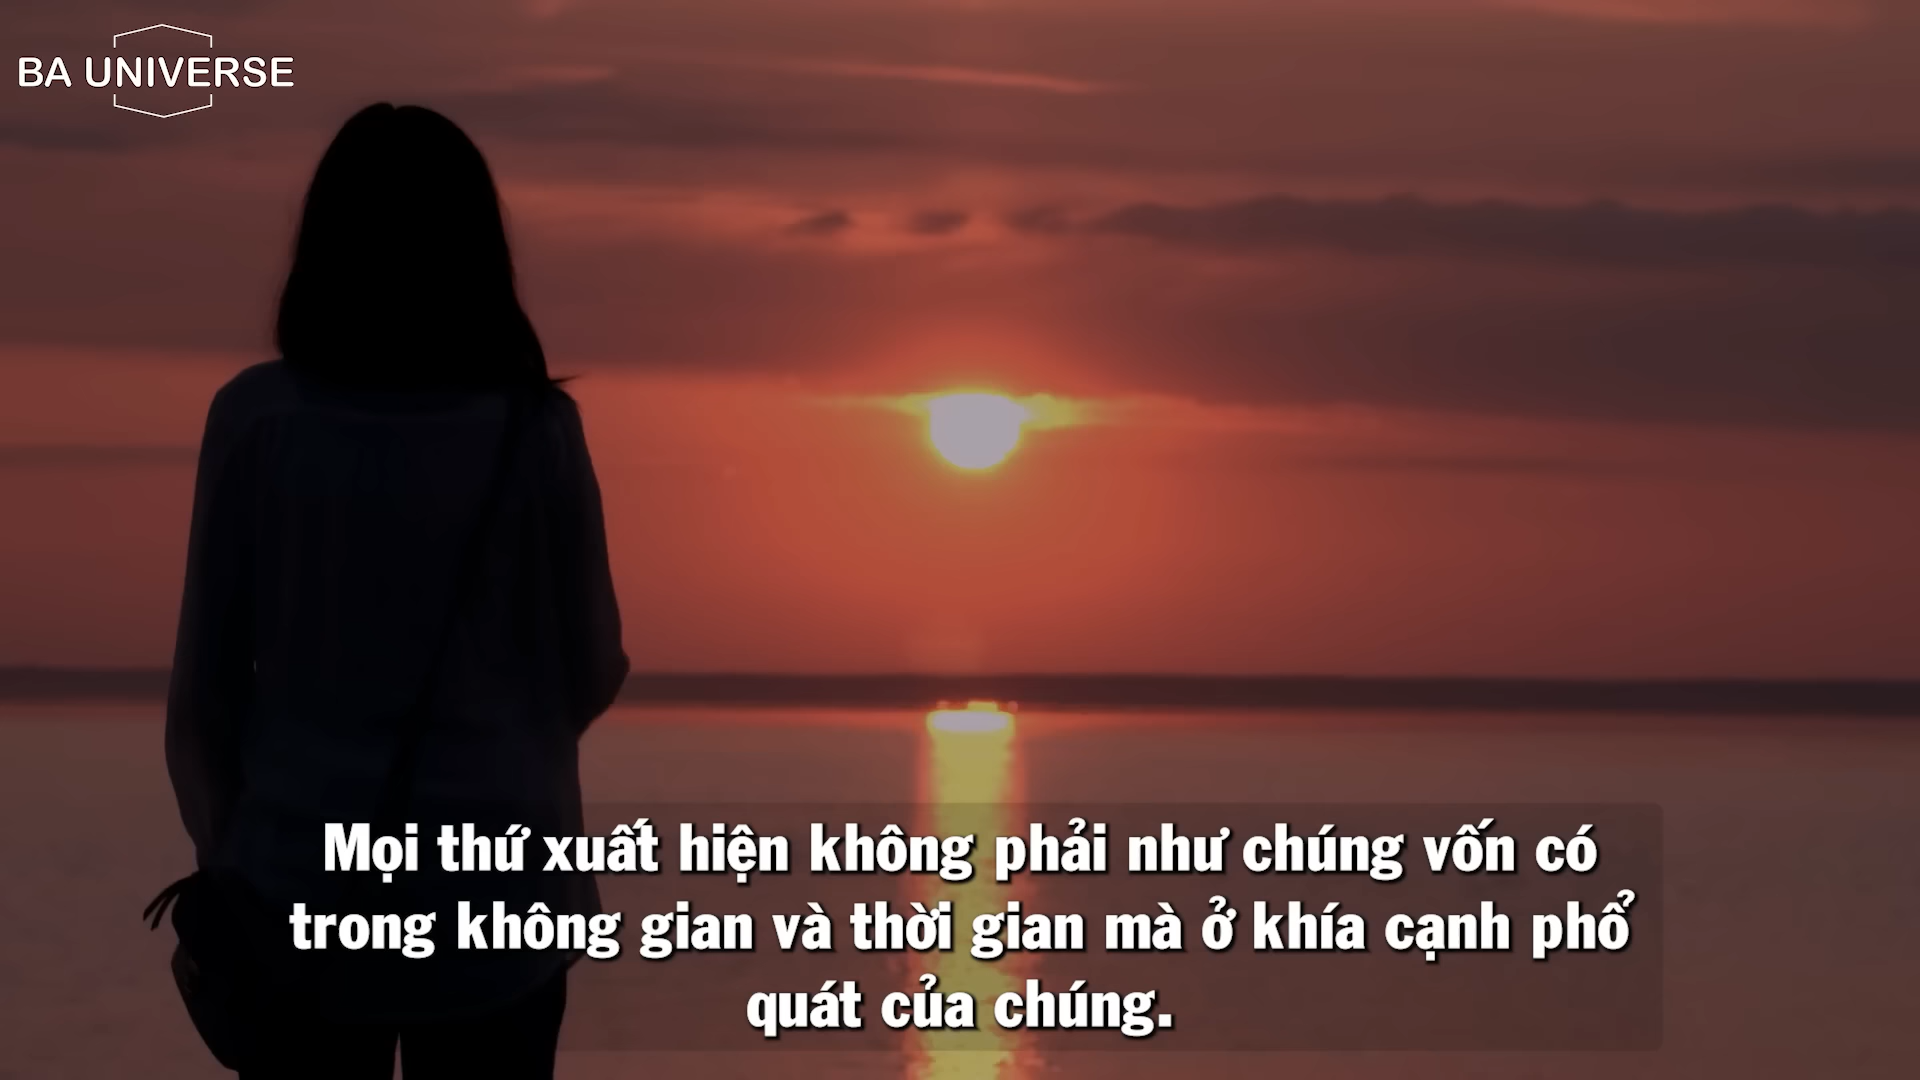 BA UNIVERSE
Mọi thứ xuất hiện không phải như chúng vốn có
trong không gian và thời gian mà ở khía cạnh phổ
quát của chúng.